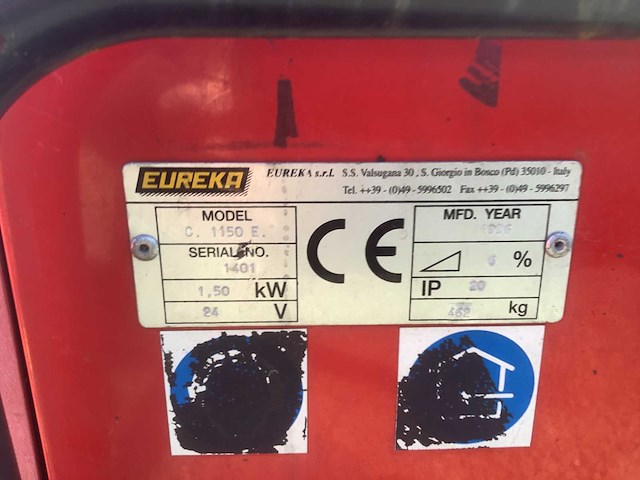 EUREKA
EUREKA s.r.l. S.S. Valsugana 30 , S. Giorgio in Bosco (Pd) 35010 - Italy
Tel. ++39 - (0)49 - 5996502 Fax ++39 - (0)49 - 5996297
MODEL
C. 1150 E.
SERIAL NO.
1401
1,50 kW
24 V
CE
MFD. YEAR
%
IP 20
462 kg